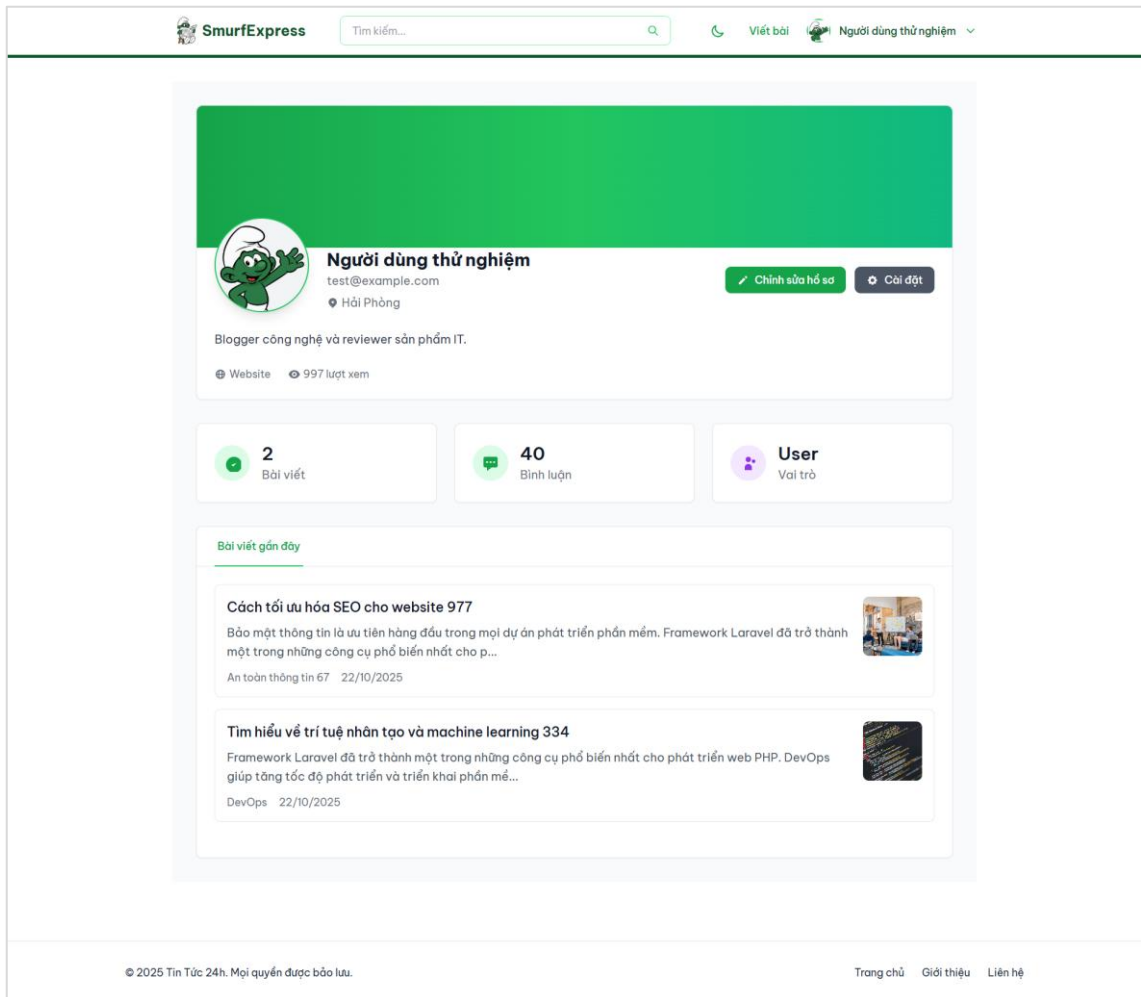 SmurfExpress
Tìm kiếm...
Viết bài
Người dùng thử nghiệm
Người dùng thử nghiệm
test@example.com
Hải Phòng
Chỉnh sửa hồ sơ
Cài đặt
Blogger công nghệ và reviewer sản phẩm IT.
Website
997 lượt xem
2
Bài viết
40
Bình luận
User
Vai trò
Bài viết gần đây
Cách tối ưu hóa SEO cho website 977
Bảo mật thông tin là ưu tiên hàng đầu trong mọi dự án phát triển phần mềm. Framework Laravel đã trở thành
một trong những công cụ phổ biến nhất cho p...
An toàn thông tin 67 22/10/2025
Tìm hiểu về trí tuệ nhân tạo và machine learning 334
Framework Laravel đã trở thành một trong những công cụ phổ biến nhất cho phát triển web PHP. DevOps
giúp tăng tốc độ phát triển và triển khai phần mề...
DevOps 22/10/2025
© 2025 Tin Tức 24h. Mọi quyền được bảo lưu.
Trang chủ Giới thiệu Liên hệ